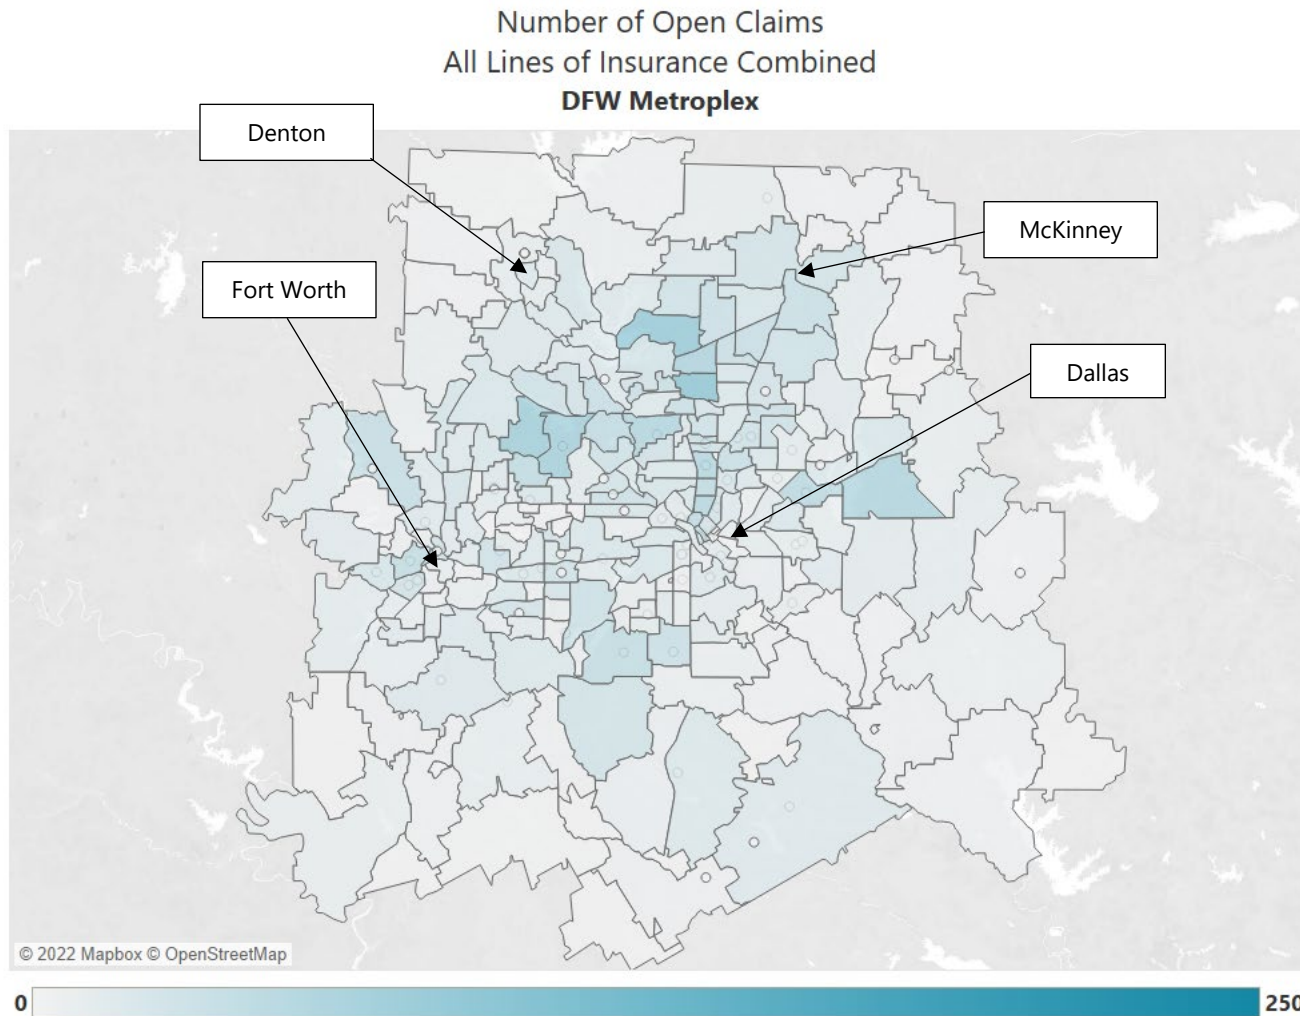 Number of Open Claims
All Lines of Insurance Combined
DFW Metroplex
Denton
McKinney
Fort Worth
Dallas
© 2022 Mapbox © OpenStreetMap
0
250